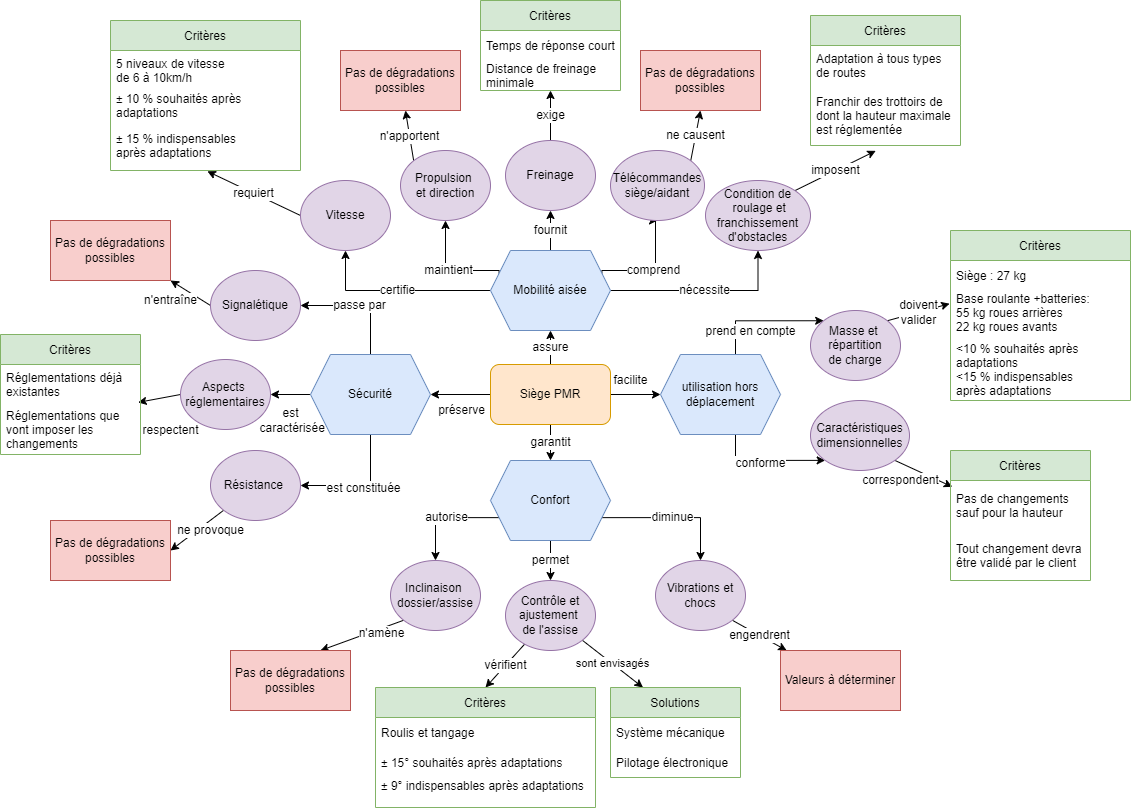 Critères
5 niveaux de vitesse
de 6 à 10km/h
± 10 % souhaités après
adaptations
± 15 % indispensables
après adaptations
Pas de dégradations
possibles
Critères
Temps de réponse court
Distance de freinage
minimale
Pas de dégradations
possibles
Critères
Adaptation à tous types
de routes
Franchir des trottoirs de
dont la hauteur maximale
est réglementée
requiert
n'apportent
exige
ne causent
imposent
Vitesse
Propulsion
et direction
Freinage
Télécommandes
siège/aidant
Condition de
roulage et
franchissement
d'obstacles
certifie
maintient
fournit
comprend
nécessite
Mobilité aisée
Pas de dégradations
possibles
n'entraîne
Signalétique
passe par
assure
Critères
Siège : 27 kg
Base roulante +batteries:
55 kg roues arrières
22 kg roues avants
<10 % souhaités après
adaptations
<15 % indispensables
après adaptations
doivent
valider
Masse et
répartition
de charge
prend en compte
Critères
Réglementations déjà
existantes
Réglementations que
vont imposer les
changements
respectent
Aspects
réglementaires
est
caractérisée
Sécurité
préserve
Siège PMR
facilite
utilisation hors
déplacement
garantit
conforme
Caractéristiques
dimensionnelles
correspondent
Critères
Pas de changements
sauf pour la hauteur
Tout changement devra
être validé par le client
Résistance
est constituée
ne provoque
Pas de dégradations
possibles
Confort
autorise
permet
diminue
Inclinaison
dossier/assise
Contrôle et
ajustement
de l'assise
Vibrations et
chocs
n'amène
vérifient
sont envisagés
engendrent
Pas de dégradations
possibles
Critères
Roulis et tangage
± 15° souhaités après adaptations
± 9° indispensables après adaptations
Solutions
Système mécanique
Pilotage électronique
Valeurs à déterminer